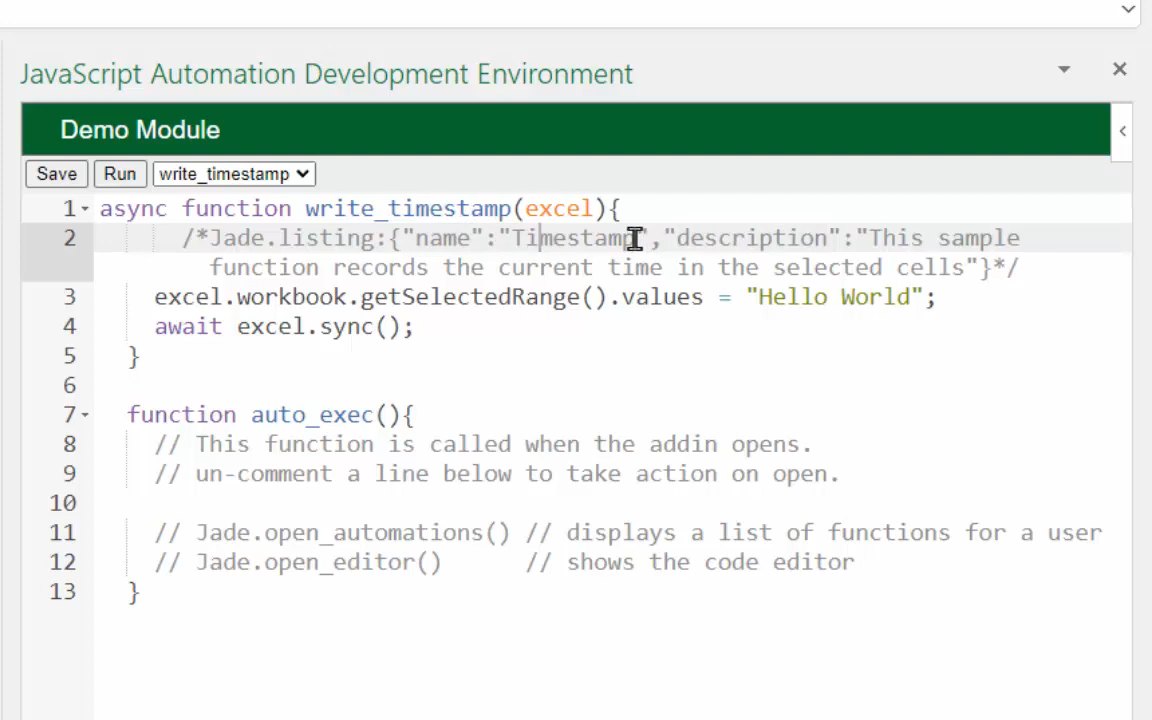 JavaScript Automation Development Environment
Demo Module
Save Run write_timestamp
1 async function write_timestamp(excel){
2 /*Jade.listing:{"name":"Timestamp","description":"This sample
function records the current time in the selected cells"}*/
3 excel.workbook.getSelectedRange().values = "Hello World";
4 await excel.sync();
5 }
6
7 function auto_exec(){
8 // This function is called when the addin opens.
9 // un-comment a line below to take action on open.
10
11 // Jade.open_automations() // displays a list of functions for a user
12 // Jade.open_editor() // shows the code editor
13 }